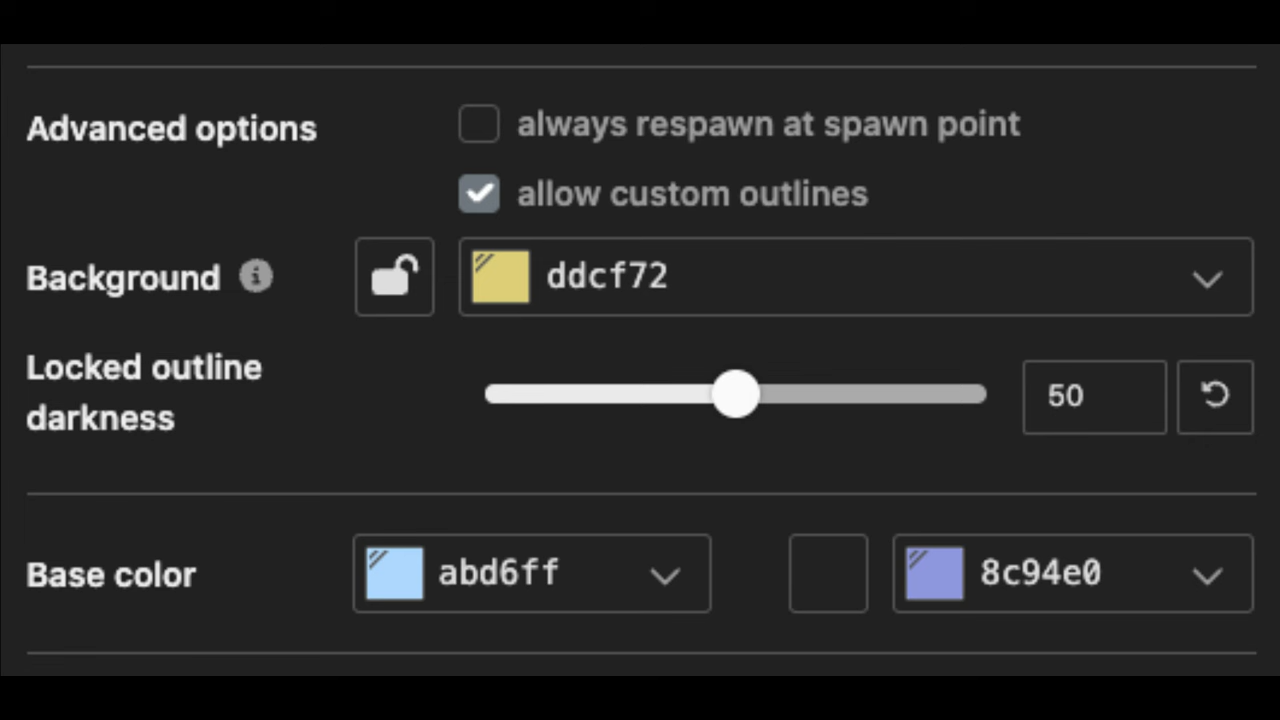 Advanced options
always respawn at spawn point
allow custom outlines
Background
ddcf72
Locked outline
darkness
50
Base color
abd6ff
8c94e0